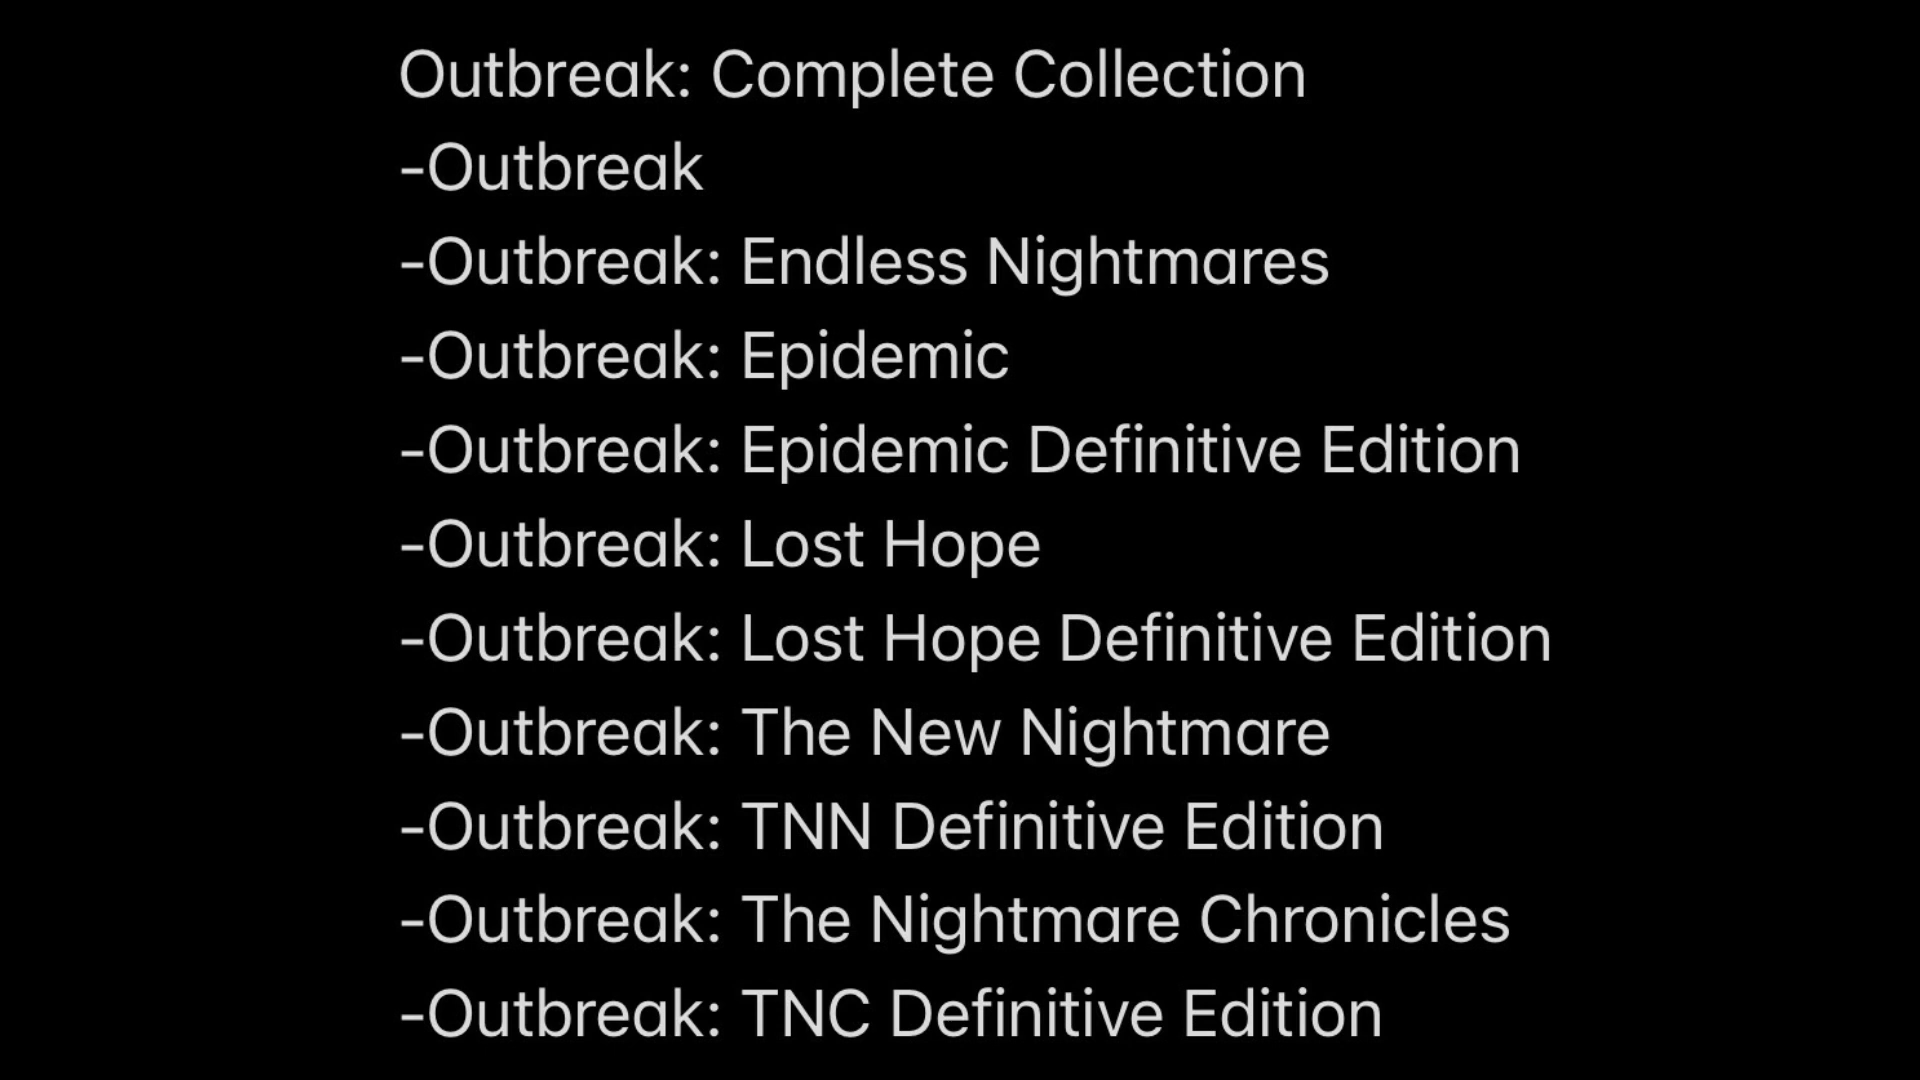 Outbreak: Complete Collection
-Outbreak
-Outbreak: Endless Nightmares
-Outbreak: Epidemic
-Outbreak: Epidemic Definitive Edition
-Outbreak: Lost Hope
-Outbreak: Lost Hope Definitive Edition
-Outbreak: The New Nightmare
-Outbreak: TNN Definitive Edition
-Outbreak: The Nightmare Chronicles
-Outbreak: TNC Definitive Edition